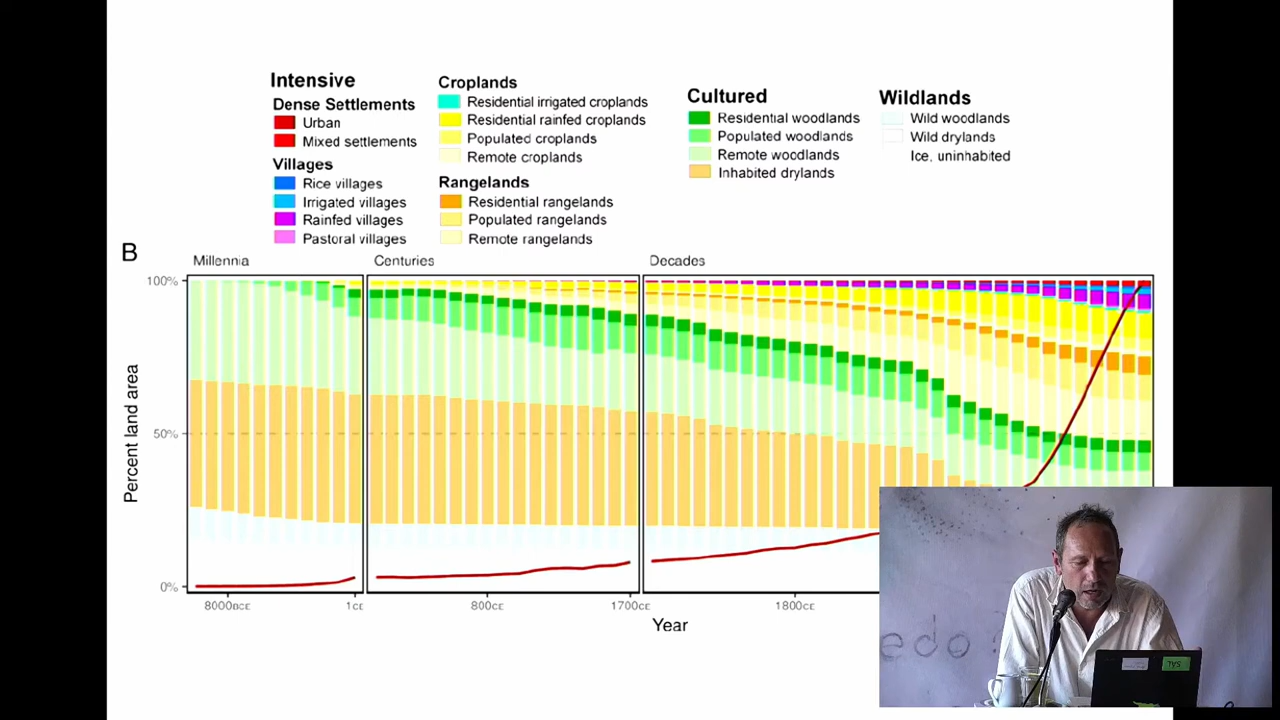 Intensive
Dense Settlements
Urban
Mixed settlements
Villages
Rice villages
Irrigated villages
Rainfed villages
Pastoral villages
Croplands
Residential irrigated croplands
Residential rainfed croplands
Populated croplands
Remote croplands
Rangelands
Residential rangelands
Populated rangelands
Remote rangelands
Cultured
Residential woodlands
Populated woodlands
Remote woodlands
Inhabited drylands
Wildlands
Wild woodlands
Wild drylands
Ice, uninhabited
B
Millennia
Centuries
Decades
100%
50%
0%
Percent land area
8000BCE
1CE
800CE
1700CE
1800CE
Year
edo